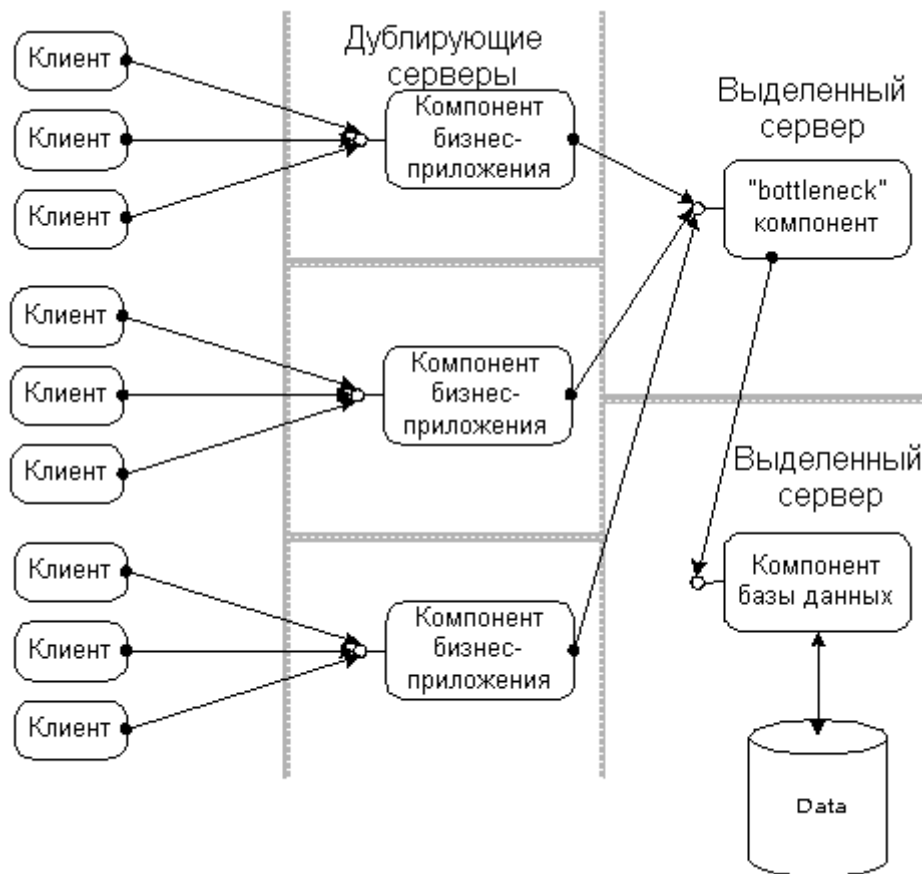 Клиент
Клиент
Клиент
Дублирующие
серверы
Компонент
бизнес-
приложения
Выделенный
сервер
"bottleneck"
компонент
Клиент
Клиент
Клиент
Компонент
бизнес-
приложения
Выделенный
сервер
Компонент
базы данных
Клиент
Клиент
Клиент
Компонент
бизнес-
приложения
Data